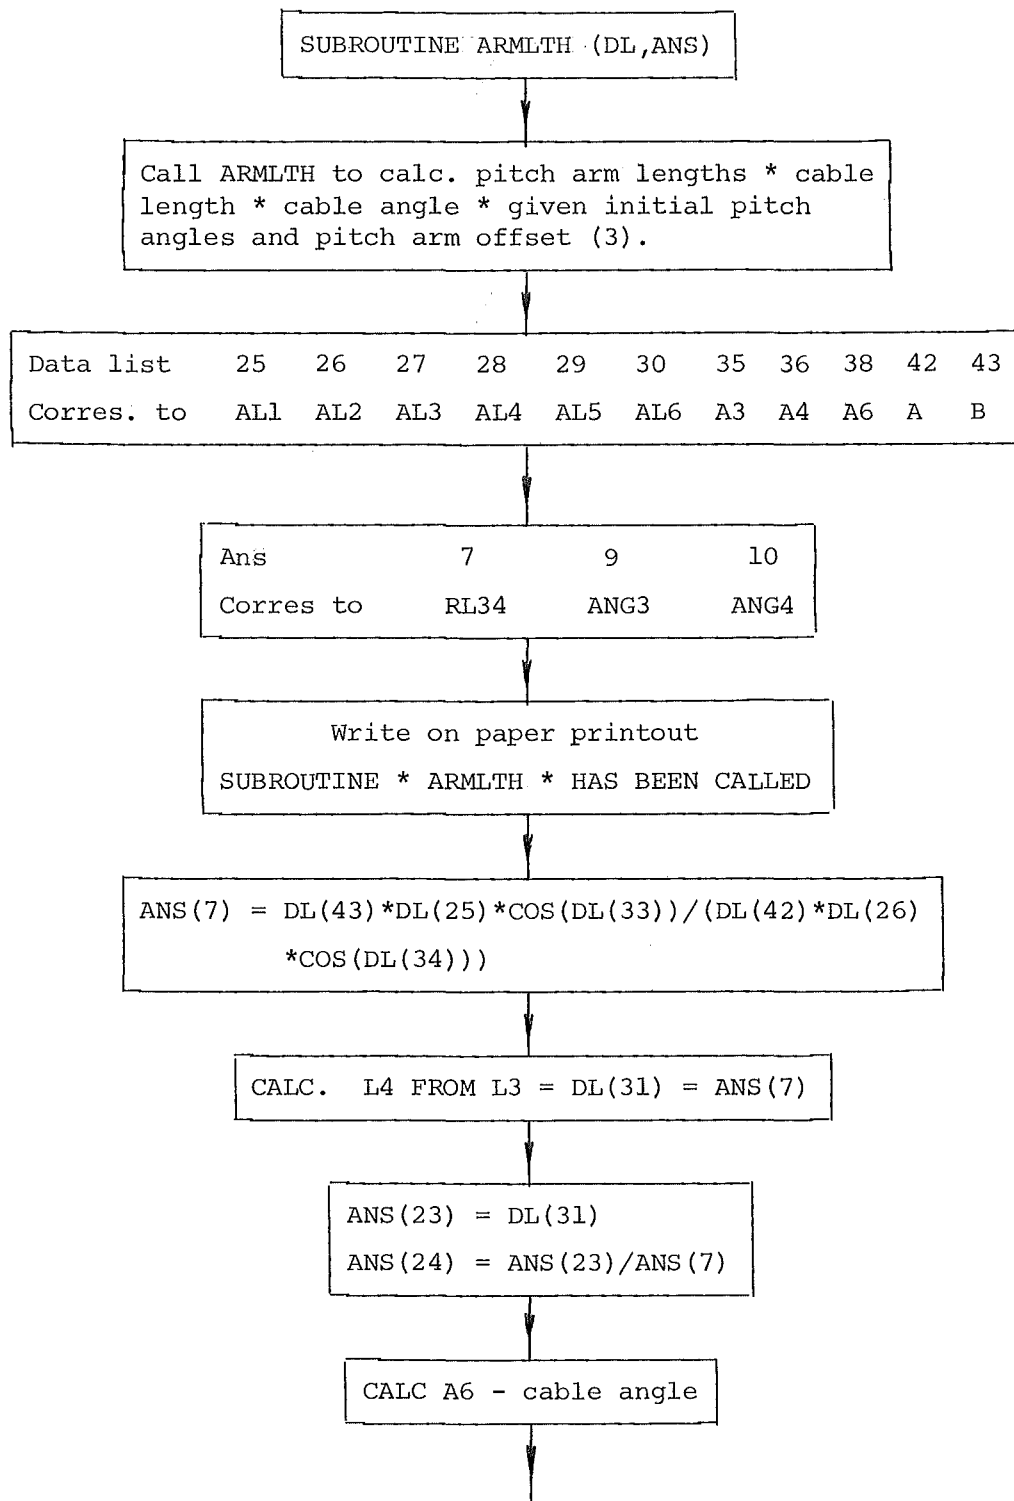 SUBROUTINE ARMLTH (DL,ANS)
Call ARMLTH to calc. pitch arm lengths * cable
length * cable angle * given initial pitch
angles and pitch arm offset (3).
Data list 25 26 27 28 29 30 35 36 38 42 43
Corres. to AL1 AL2 AL3 AL4 AL5 AL6 A3 A4 A6 A B
Ans 7 9 10
Corres to RL34 ANG3 ANG4
Write on paper printout
SUBROUTINE * ARMLTH * HAS BEEN CALLED
ANS(7) = DL(43)*DL(25)*COS(DL(33))/(DL(42)*DL(26)
*COS(DL(34)))
CALC. L4 FROM L3 = DL(31) = ANS(7)
ANS(23) = DL(31)
ANS(24) = ANS(23)/ANS(7)
CALC A6 - cable angle